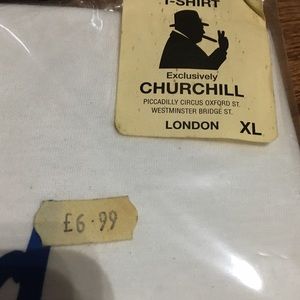 T-SHIRT
Exclusively
CHURCHILL
PICCADILLY CIRCUS OXFORD ST.
WESTMINSTER BRIDGE ST.
LONDON XL
£6.99